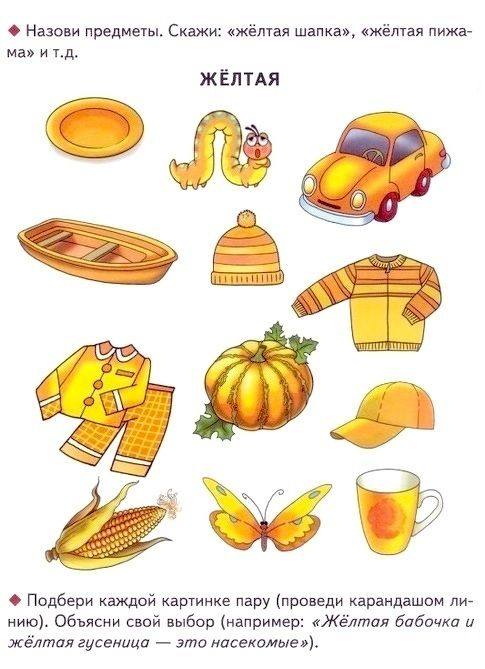 ◆ Назови предметы. Скажи: «жёлтая шапка», «жёлтая пижа-
ма» и т.д.
ЖЁЛТАЯ
◆ Подбери каждой картинке пару (проведи карандашом ли-
нию). Объясни свой выбор (например: «Жёлтая бабочка и
жёлтая гусеница — это насекомые»).